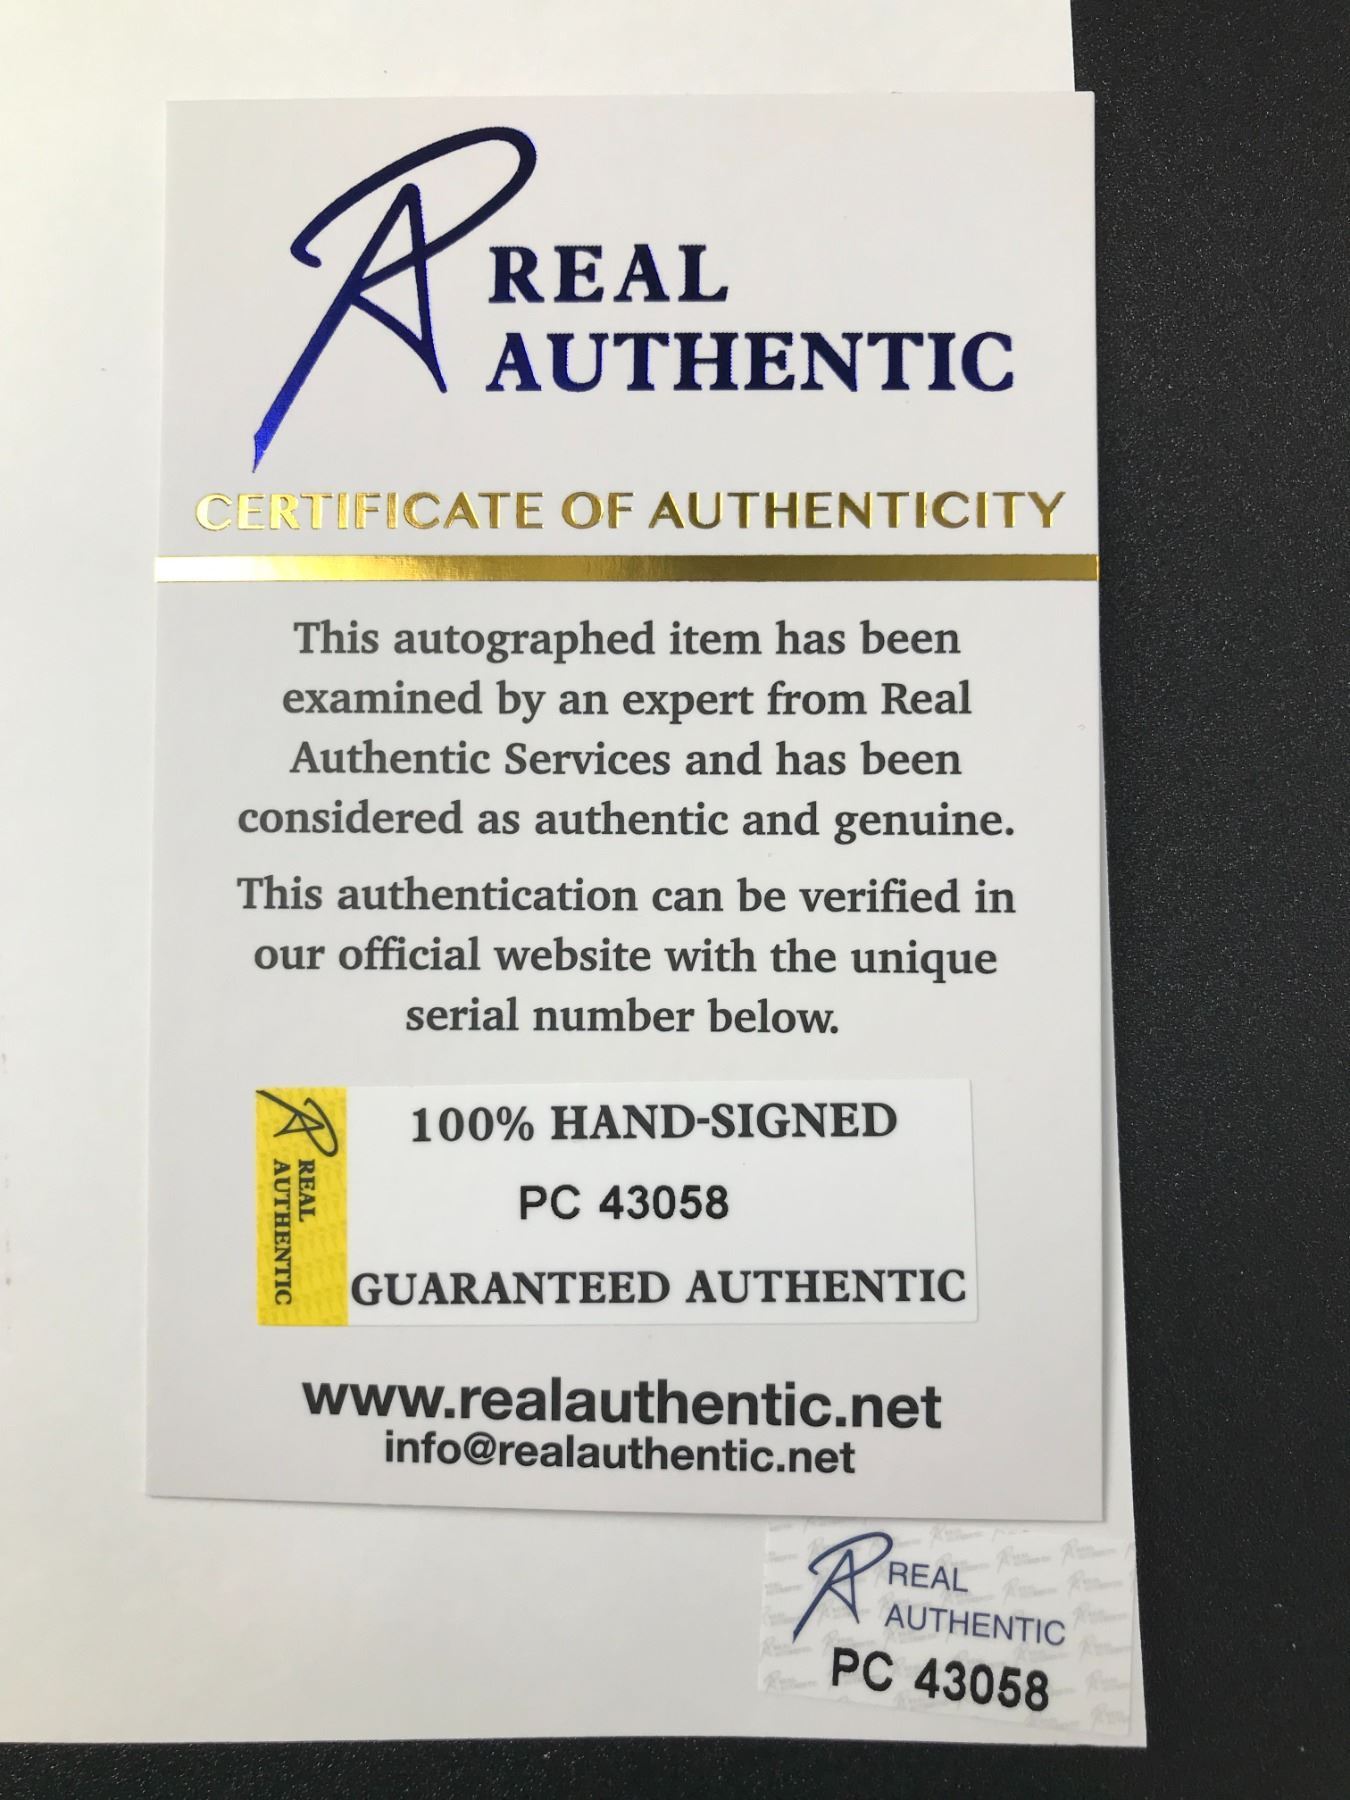 REAL
AUTHENTIC
CERTIFICATE OF AUTHENTICITY
This autographed item has been
examined by an expert from Real
Authentic Services and has been
considered as authentic and genuine.
This authentication can be verified in
our official website with the unique
serial number below.
REAL
AUTHENTIC
100% HAND-SIGNED
PC 43058
GUARANTEED AUTHENTIC
www.realauthentic.net
info@realauthentic.net
REAL
AUTHENTIC
PC 43058